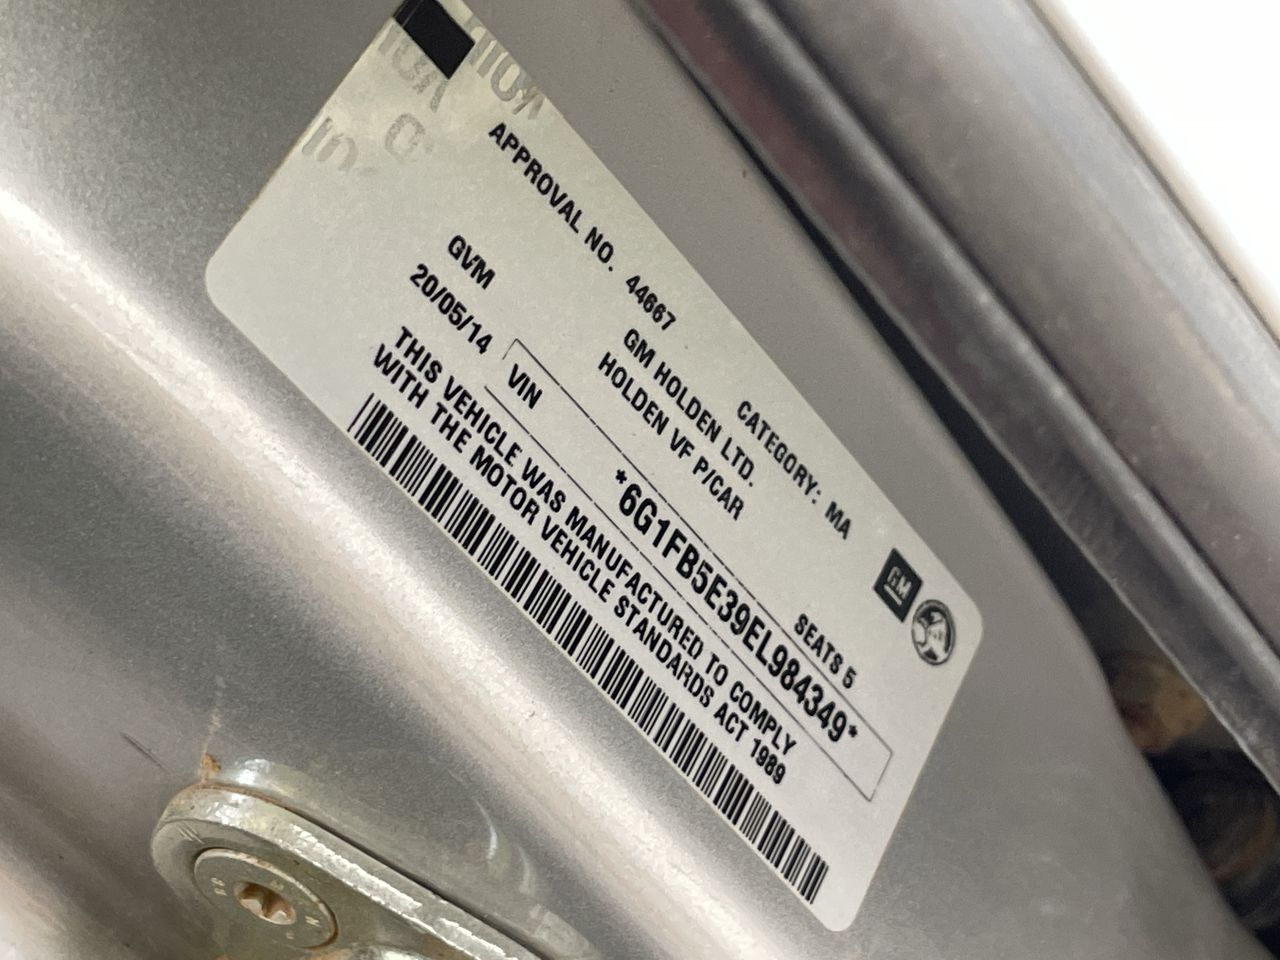 APPROVAL NO. 44667 CATEGORY: MA
GM HOLDEN LTD.
HOLDEN VF P/CAR
GVM
20/05/14 SEATS 5
VIN *6G1FB5E39EL984349*
THIS VEHICLE WAS MANUFACTURED TO COMPLY
WITH THE MOTOR VEHICLE STANDARDS ACT 1989
GM